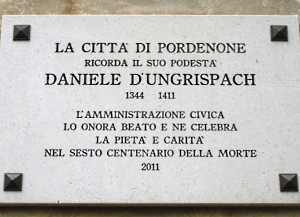 LA CITTÀ DI PORDENONE
RICORDA IL SUO PODESTÀ
DANIELE D'UNGRISPACH
1344 1411
L'AMMINISTRAZIONE CIVICA
LO ONORA BEATO E NE CELEBRA
LA PIETÀ E CARITÀ
NEL SESTO CENTENARIO DELLA MORTE
2011